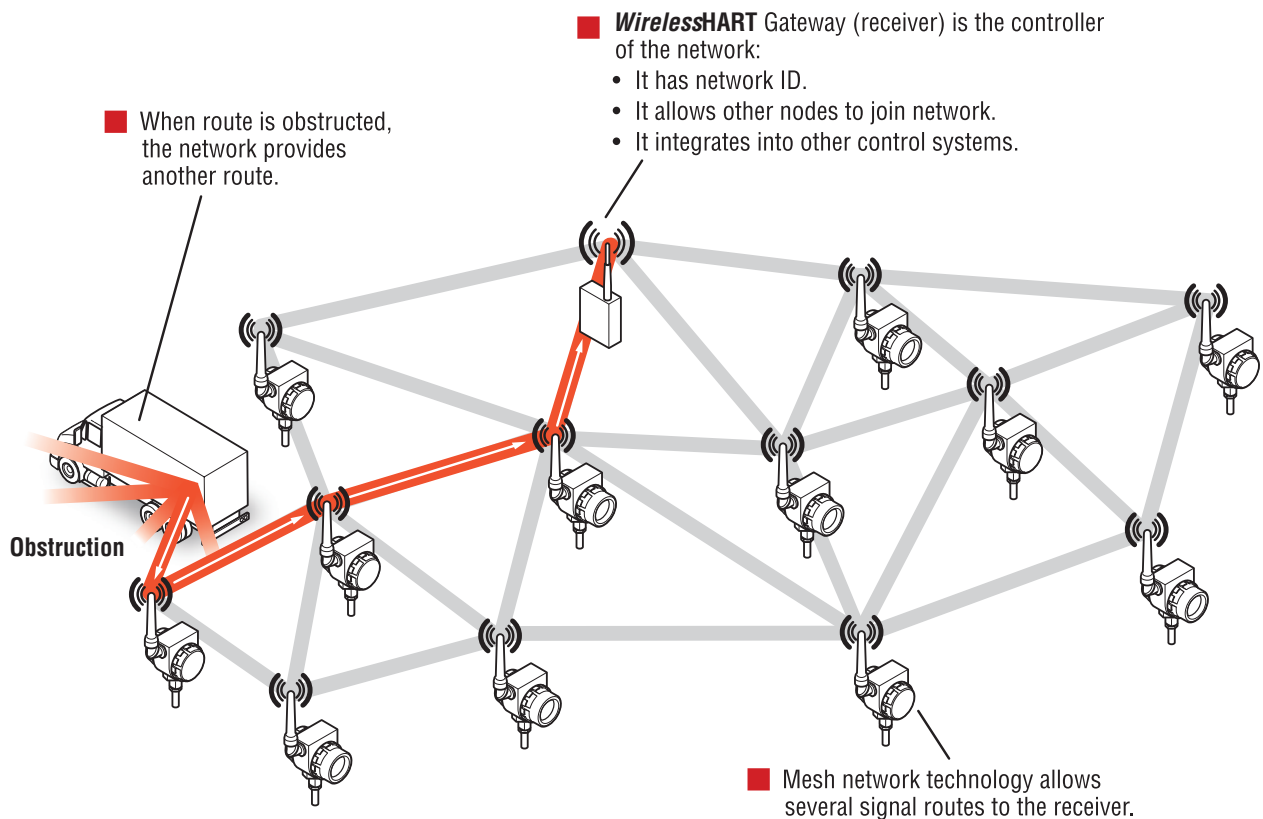 WirelessHART Gateway (receiver) is the controller
of the network:
• It has network ID.
• It allows other nodes to join network.
• It integrates into other control systems.
When route is obstructed,
the network provides
another route.
Obstruction
Mesh network technology allows
several signal routes to the receiver.